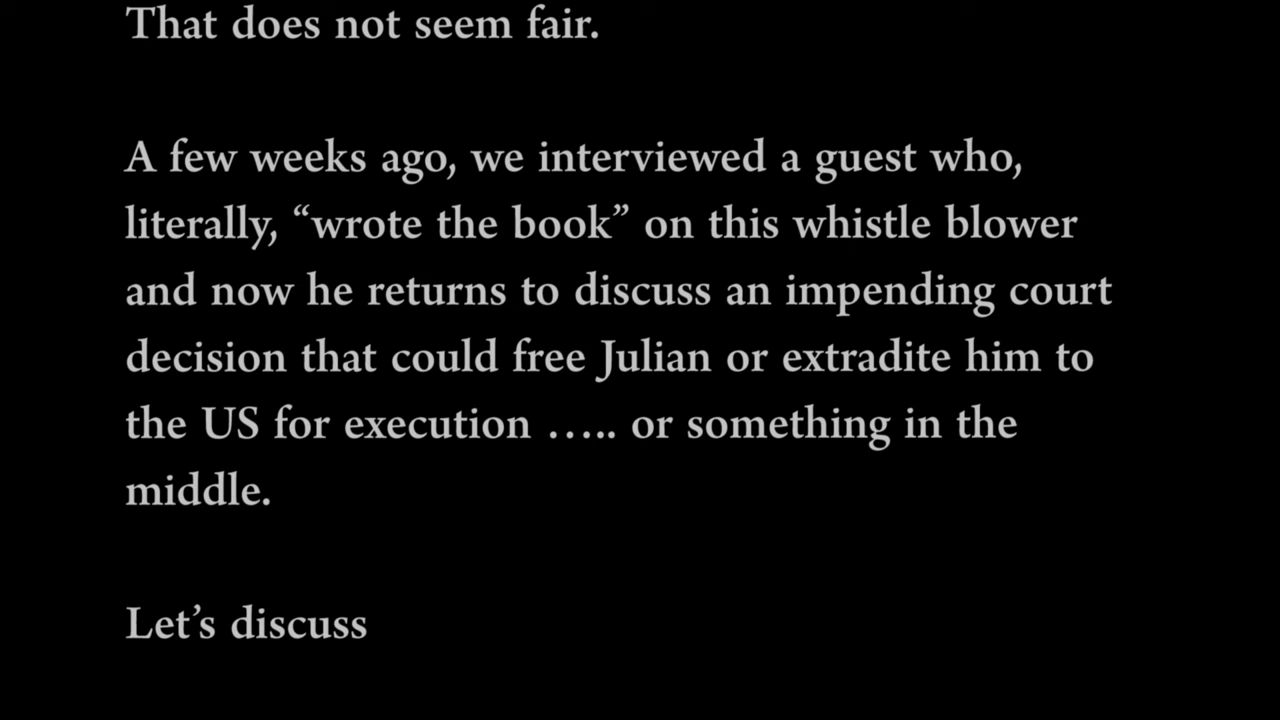 That does not seem fair.
A few weeks ago, we interviewed a guest who,
literally, “wrote the book” on this whistle blower
and now he returns to discuss an impending court
decision that could free Julian or extradite him to
the US for execution ….. or something in the
middle.
Let’s discuss